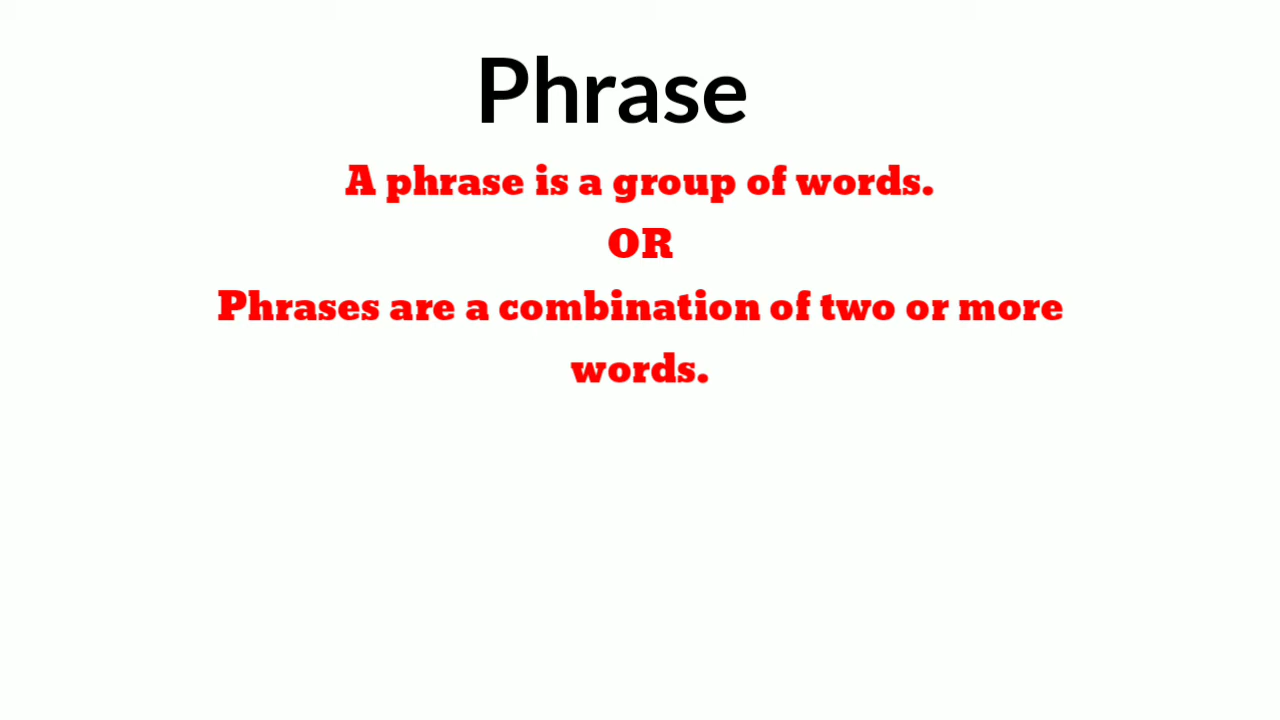 Phrase
A phrase is a group of words.
OR
Phrases are a combination of two or more
words.